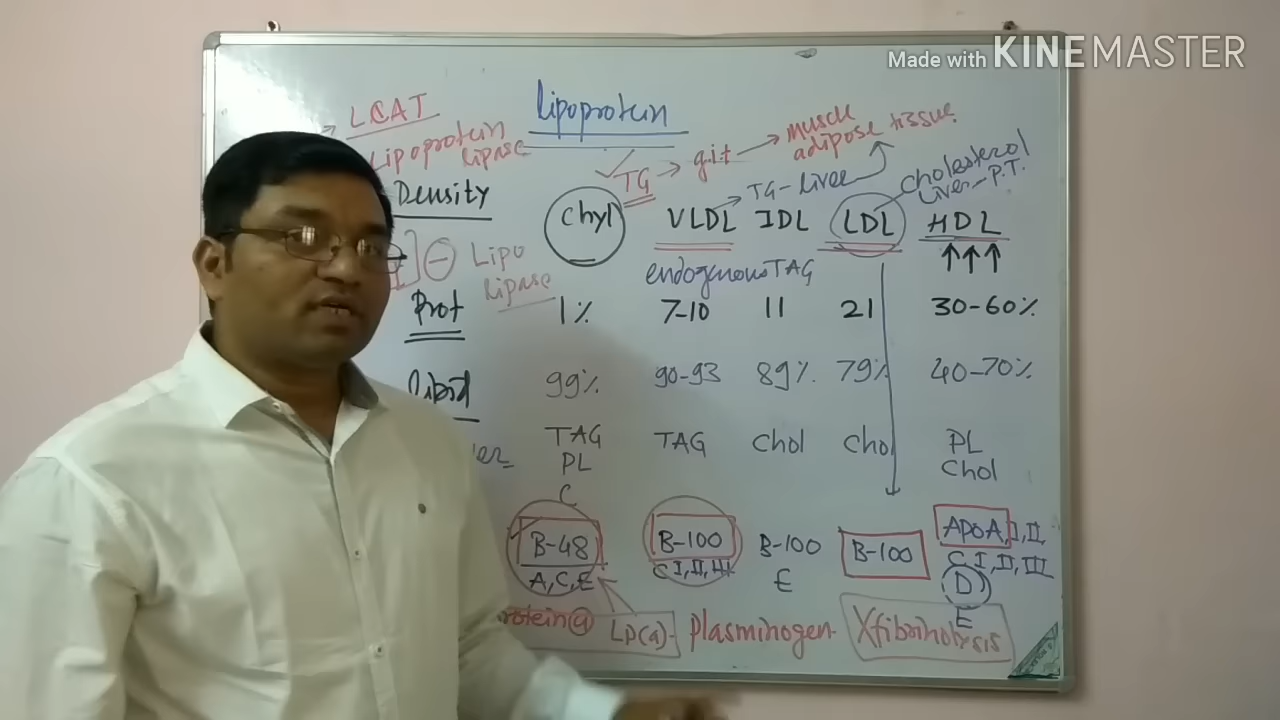 Made with KINEMASTER
LCAT
Lipoprotein
lipase
Lipoprotein
TG → g.i.t → muscle
adipose tissue
Density
Chyl
VLDL → TG - Liver
IDL
LDL
Cholesterol
Liver - P.T.
HDL
↑↑↑
⊖ Lipo
lipase
endogenous TAG
Prot 1% 7-10 11 21 30-60%
lipid 99% 90-93 89% 79% 40-70%
TAG TAG Chol Chol PL
PL Chol
C
B-48 B-100 B-100 B-100 APOA, I, II,
A, C, E C I, II, III E C I, II, III
D
E
rotein a LP(a)- plasminogen- X fibrinolysis